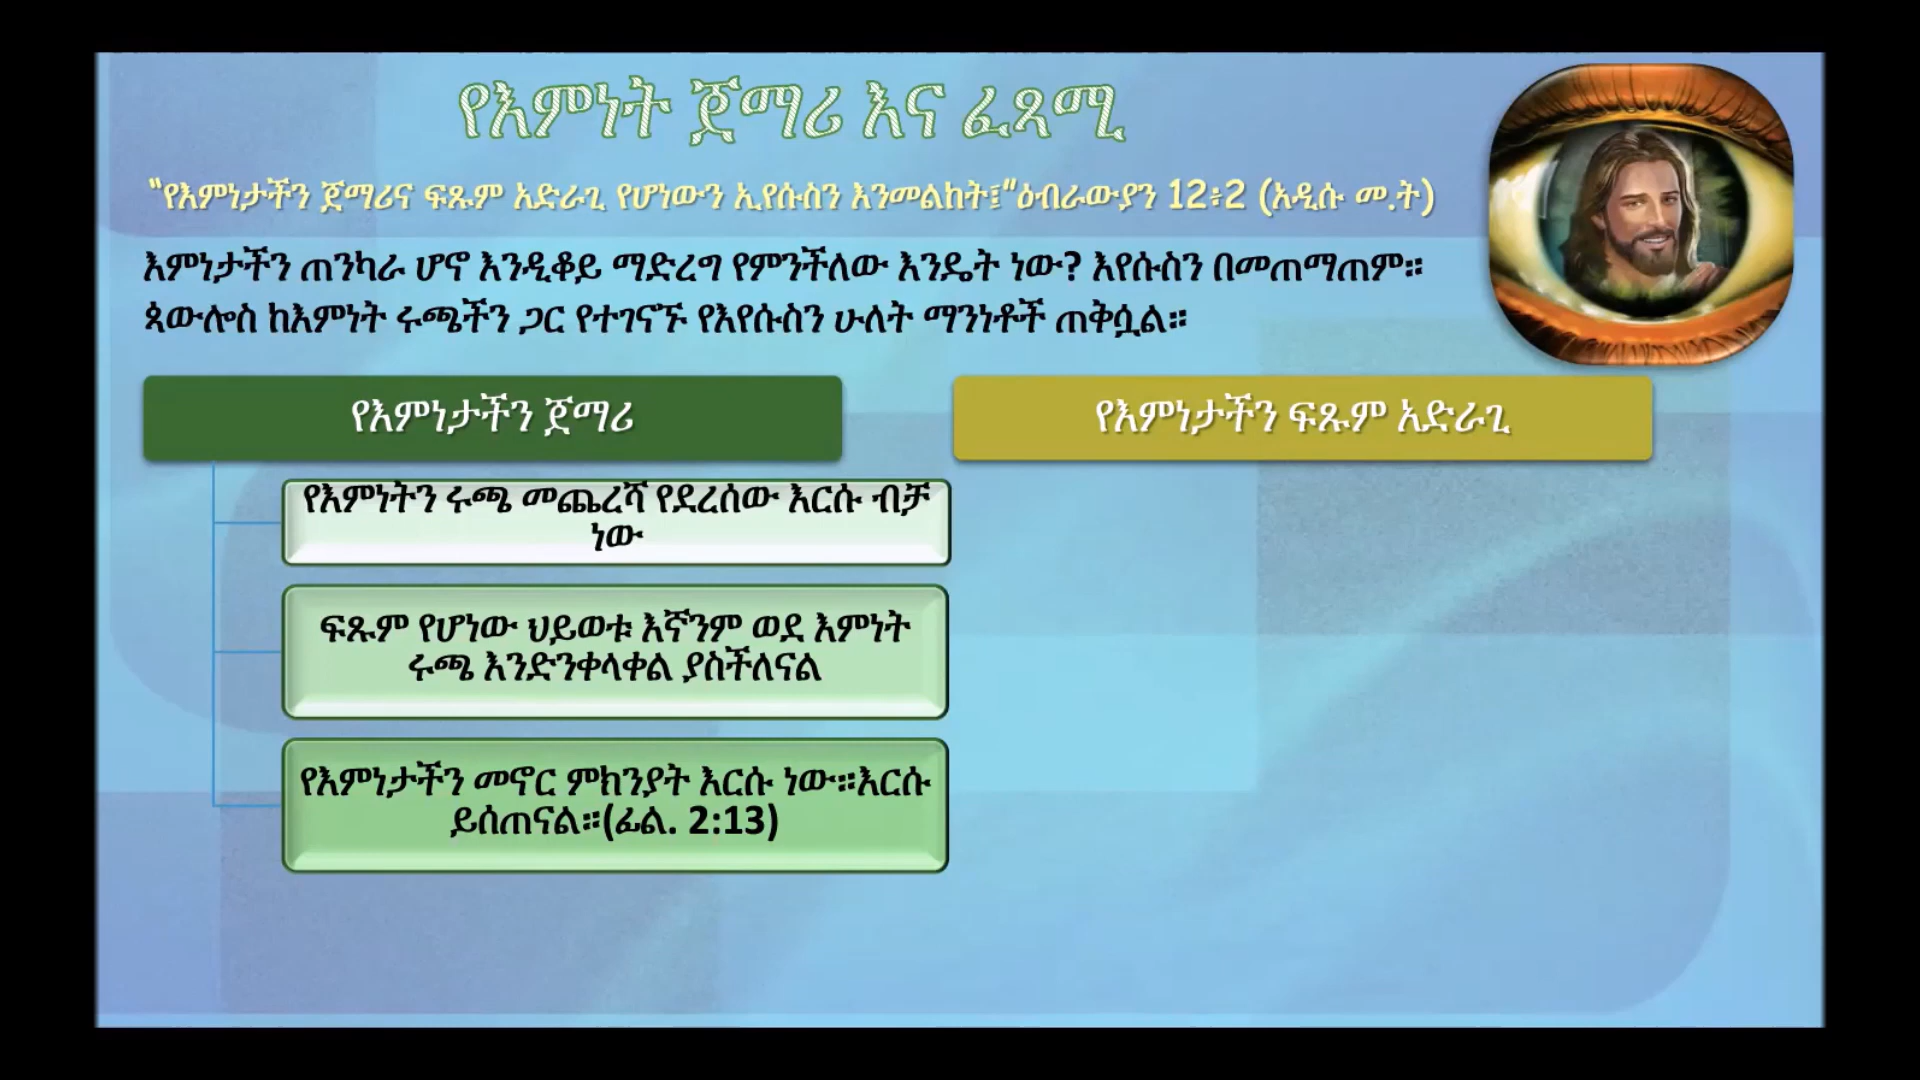 የእምነት ጀማሪ እና ፈጻሚ
“የእምነታችን ጀማሪና ፍጹም አድራጊ የሆነውን ኢየሱስን እንመልከት፤”ዕብራውያን 12፥2 (አዲሱ መ.ት)
እምነታችን ጠንካራ ሆኖ እንዲቆይ ማድረግ የምንችለው እንዴት ነው? እየሱስን በመጠማጠም።
ጳውሎስ ከእምነት ሩጫችን ጋር የተገናኙ የእየሱስን ሁለት ማንነቶች ጠቅሷል።
የእምነታችን ጀማሪ
የእምነታችን ፍጹም አድራጊ
የእምነትን ሩጫ መጨረሻ የደረሰው እርሱ ብቻ
ነው
ፍጹም የሆነው ህይወቱ እኛንም ወደ እምነት
ሩጫ እንድንቀላቀል ያስችለናል
የእምነታችን መኖር ምክንያት እርሱ ነው።እርሱ
ይሰጠናል።(ፊል. 2:13)